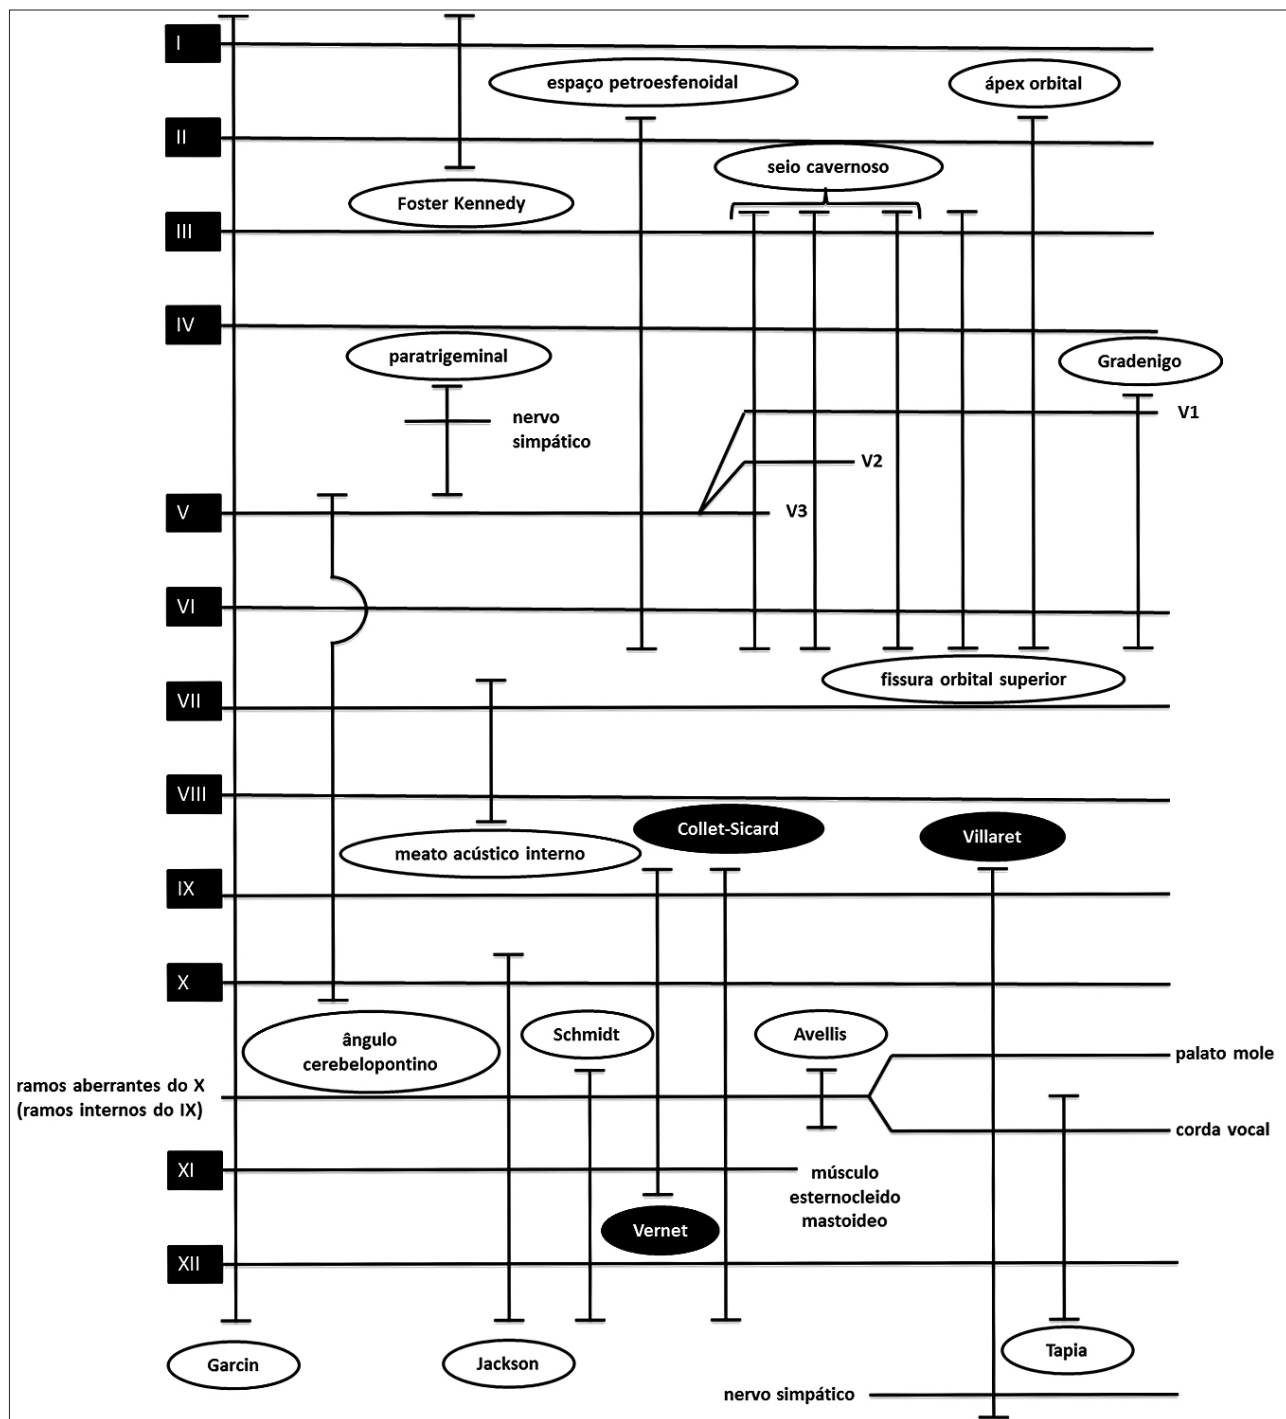 I
espaço petroesfenoidal
ápex orbital
II
seio cavernoso
Foster Kennedy
III
IV
paratrigeminal
Gradenigo
nervo
simpático
V1
V2
V
V3
VI
fissura orbital superior
VII
VIII
Collet-Sicard
Villaret
meato acústico interno
IX
X
Schmidt
Avellis
ângulo
cerebelopontino
palato mole
ramos aberrantes do X
(ramos internos do IX)
corda vocal
XI
músculo
esternocleido
mastoideo
Vernet
XII
Garcin
Jackson
Tapia
nervo simpático